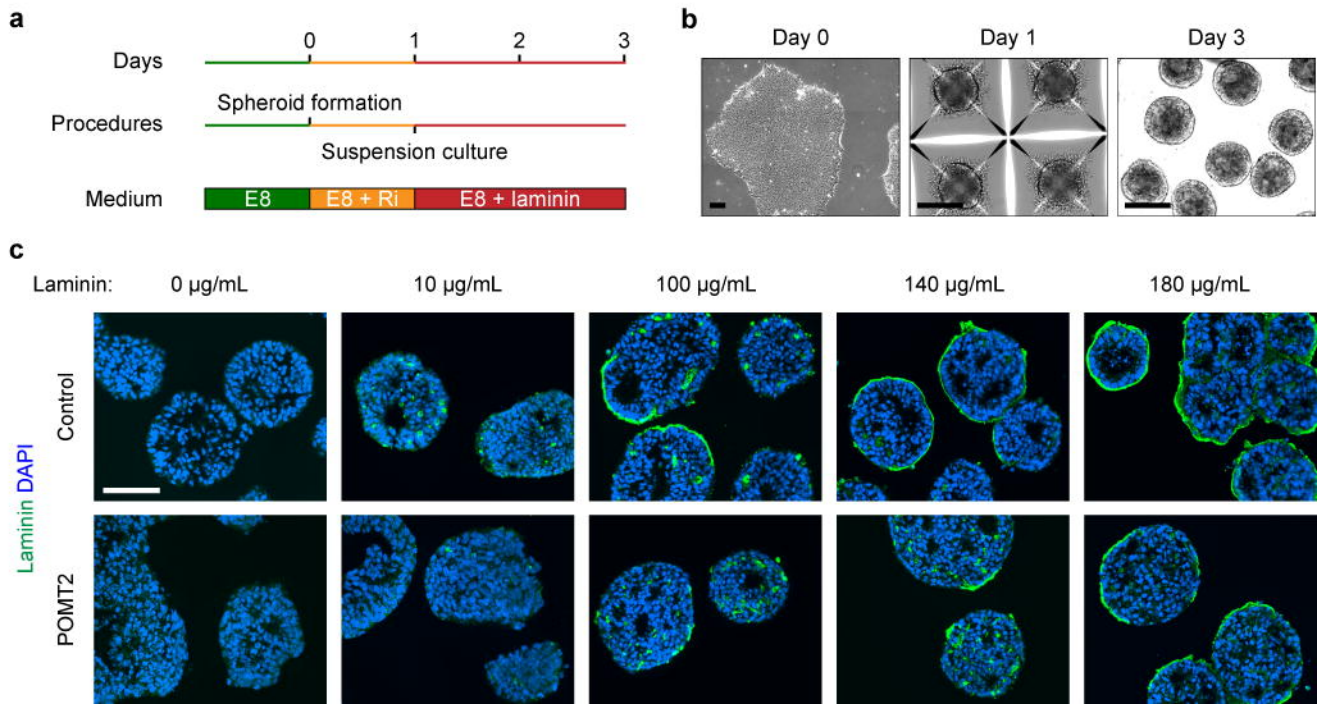 a
Days 0 1 2 3
Spheroid formation
Procedures
Suspension culture
Medium E8 E8 + Ri E8 + laminin
b
Day 0 Day 1 Day 3
c
Laminin: 0 µg/mL 10 µg/mL 100 µg/mL 140 µg/mL 180 µg/mL
Laminin DAPI
Control
POMT2